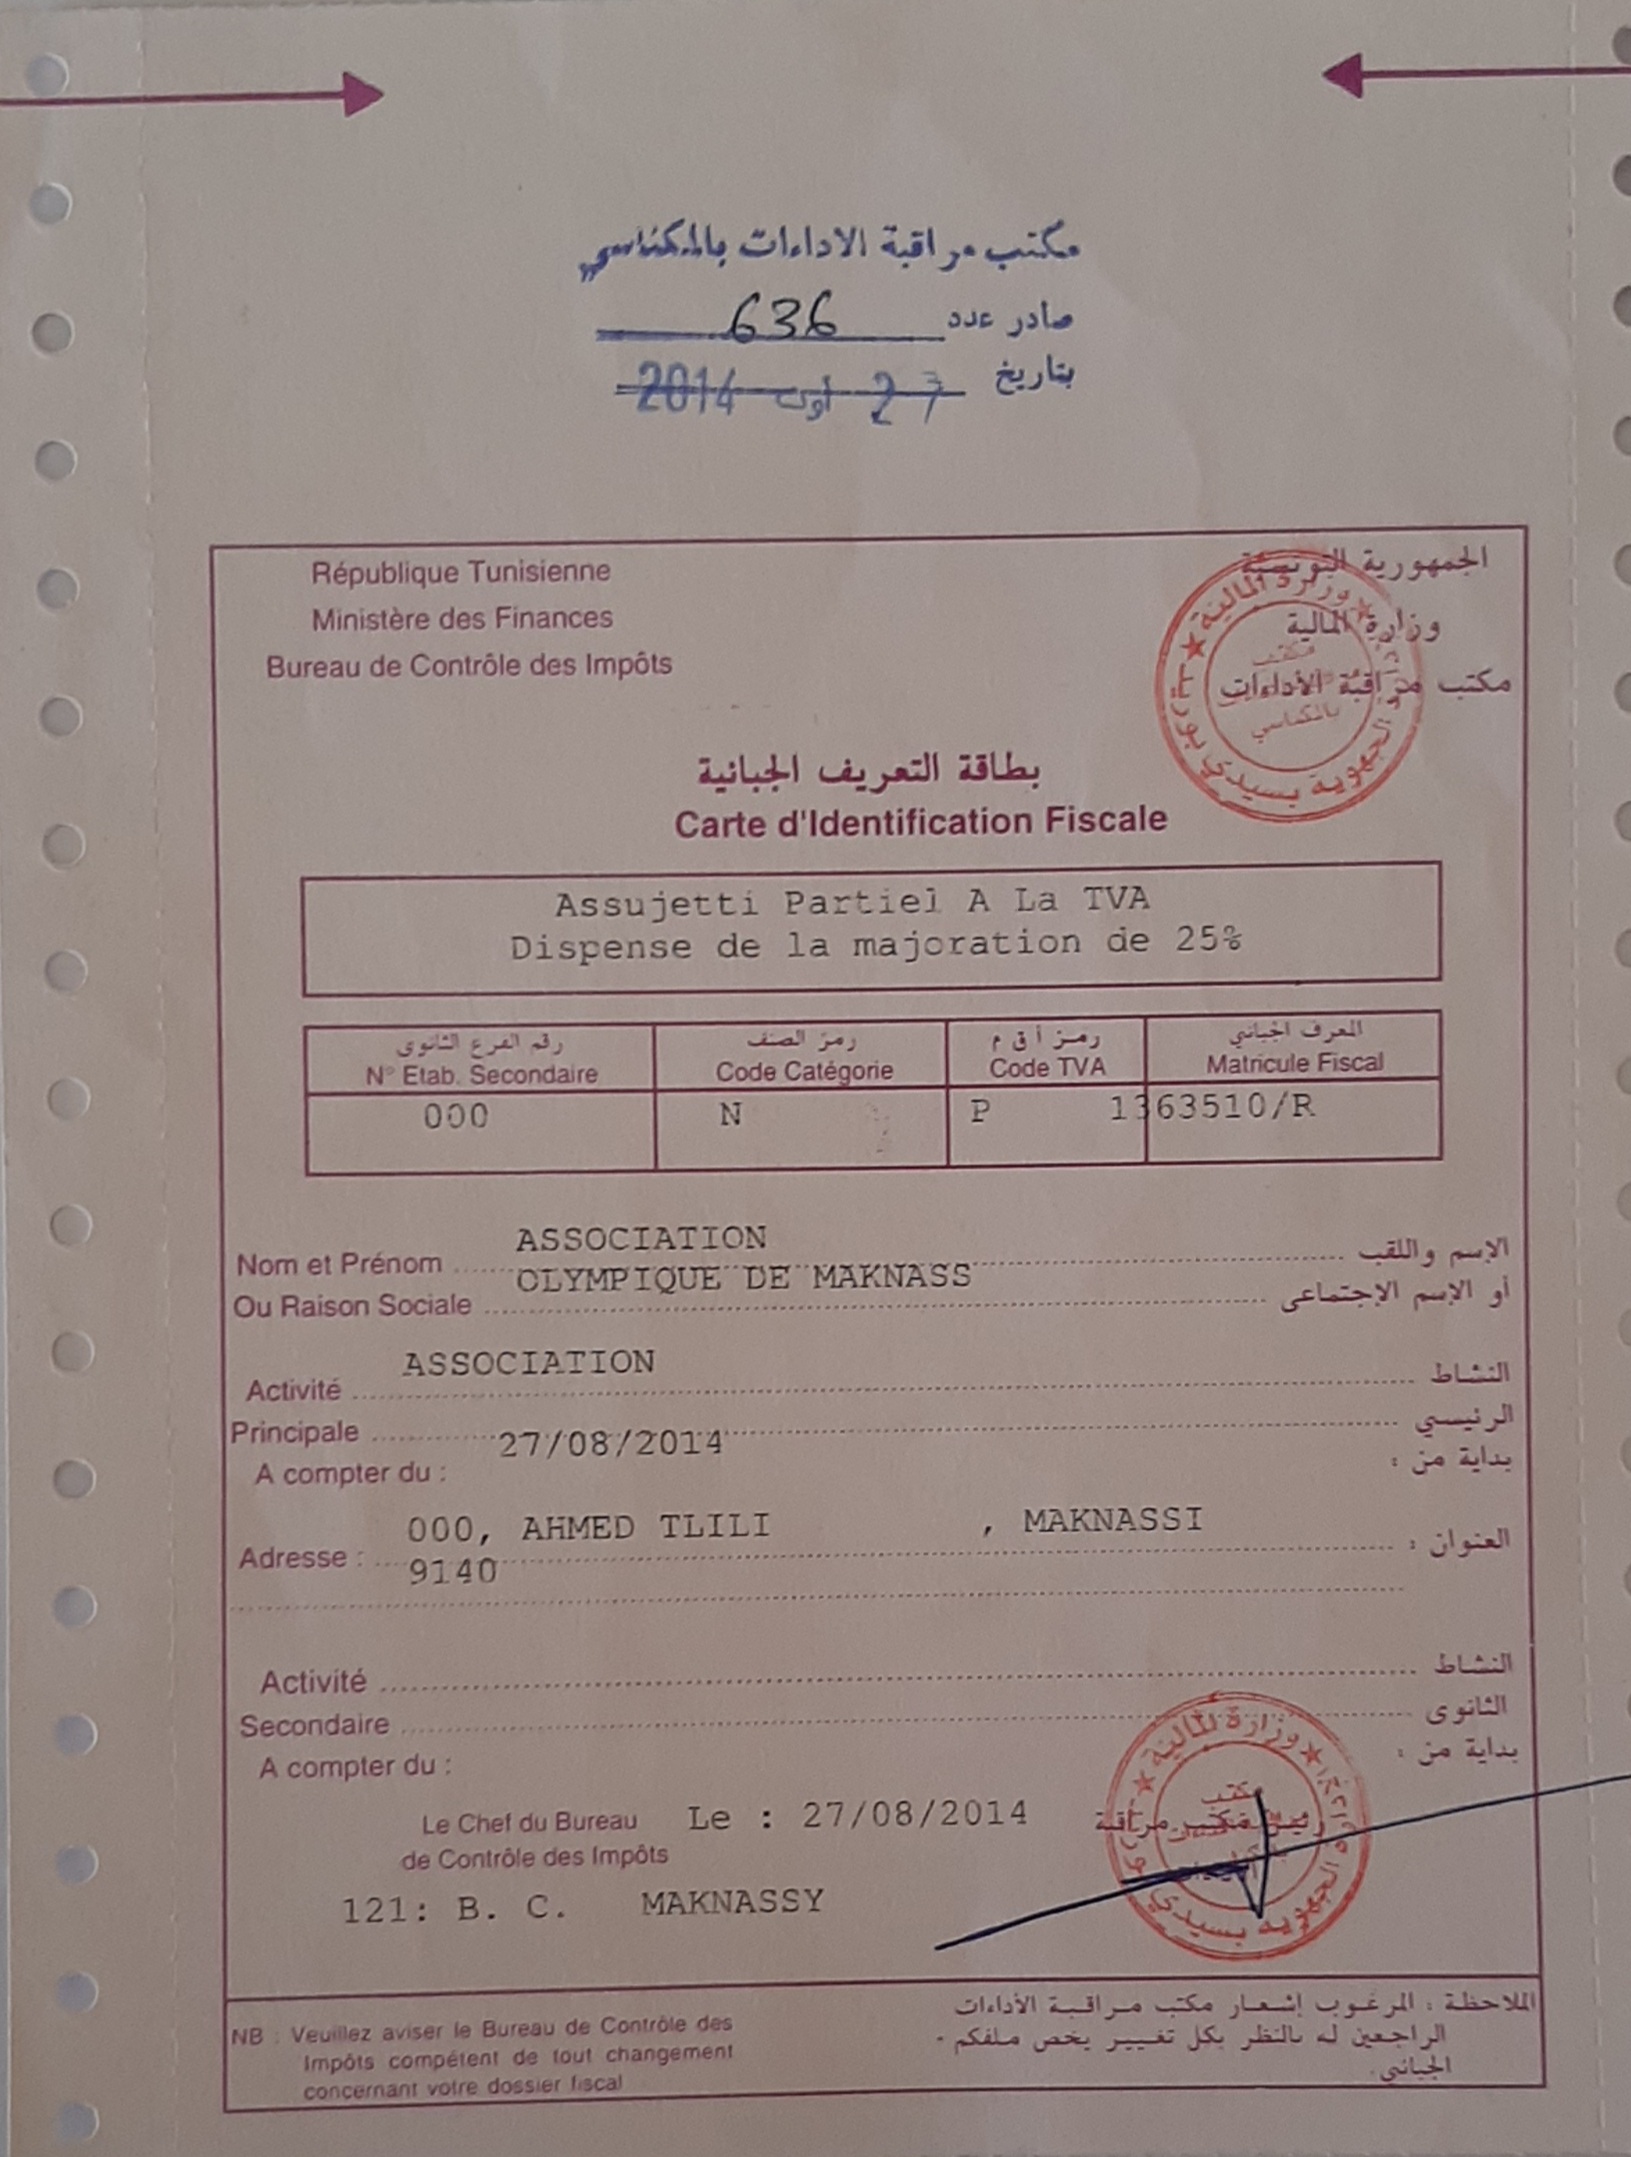 مكتب مراقبة الاداءات بالمكناسي
صادر عدد 636
بتاريخ 27 أوت 2014
République Tunisienne
الجمهورية التونسية
Ministère des Finances
وزارة المالية
Bureau de Contrôle des Impôts
مكتب مراقبة الأداءات
بطاقة التعريف الجبائية
Carte d'Identification Fiscale
Assujetti Partiel A La TVA
Dispense de la majoration de 25%
رقم الفرع الثانوى رمز الصنف رمز أ ق م المعرف الجبائي
N° Etab. Secondaire Code Catégorie Code TVA Matricule Fiscal
000 N P 1363510/R
ASSOCIATION
Nom et Prénom الإسم واللقب
OLYMPIQUE DE MAKNASS
Ou Raison Sociale أو الإسم الإجتماعى
ASSOCIATION
Activité النشاط
Principale الرئيسي
27/08/2014
A compter du : بداية من :
000, AHMED TLILI , MAKNASSI
Adresse : العنوان :
9140
Activité النشاط
Secondaire الثانوى
A compter du : بداية من :
Le Chef du Bureau Le : 27/08/2014
de Contrôle des Impôts
121: B. C. MAKNASSY
NB : Veuillez aviser le Bureau de Contrôle des
Impôts compétent de tout changement
concernant votre dossier fiscal
الملاحظة : المرغوب إشعار مكتب مراقبة الأداءات
الراجعين له بالنظر بكل تغيير يخص ملفكم
الجبائي.